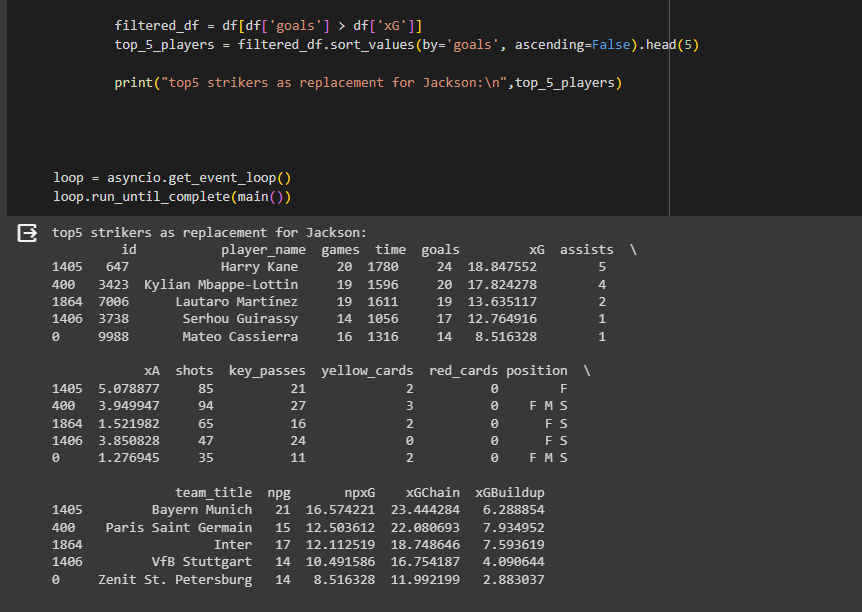 filtered_df = df[df['goals'] > df['xG']]
top_5_players = filtered_df.sort_values(by='goals', ascending=False).head(5)
print("top5 strikers as replacement for Jackson:\n",top_5_players)
loop = asyncio.get_event_loop()
loop.run_until_complete(main())
top5 strikers as replacement for Jackson:
id player_name games time goals xG assists \
1405 647 Harry Kane 20 1780 24 18.847552 5
400 3423 Kylian Mbappe-Lottin 19 1596 20 17.824278 4
1864 7006 Lautaro Martínez 19 1611 19 13.635117 2
1406 3738 Serhou Guirassy 14 1056 17 12.764916 1
0 9988 Mateo Cassierra 16 1316 14 8.516328 1
xA shots key_passes yellow_cards red_cards position \
1405 5.078877 85 21 2 0 F
400 3.949947 94 27 3 0 F M S
1864 1.521982 65 16 2 0 F S
1406 3.850828 47 24 0 0 F S
0 1.276945 35 11 2 0 F M S
team_title npg npxG xGChain xGBuildup
1405 Bayern Munich 21 16.574221 23.444284 6.288854
400 Paris Saint Germain 15 12.503612 22.080693 7.934952
1864 Inter 17 12.112519 18.748646 7.593619
1406 VfB Stuttgart 14 10.491586 16.754187 4.090644
0 Zenit St. Petersburg 14 8.516328 11.992199 2.883037